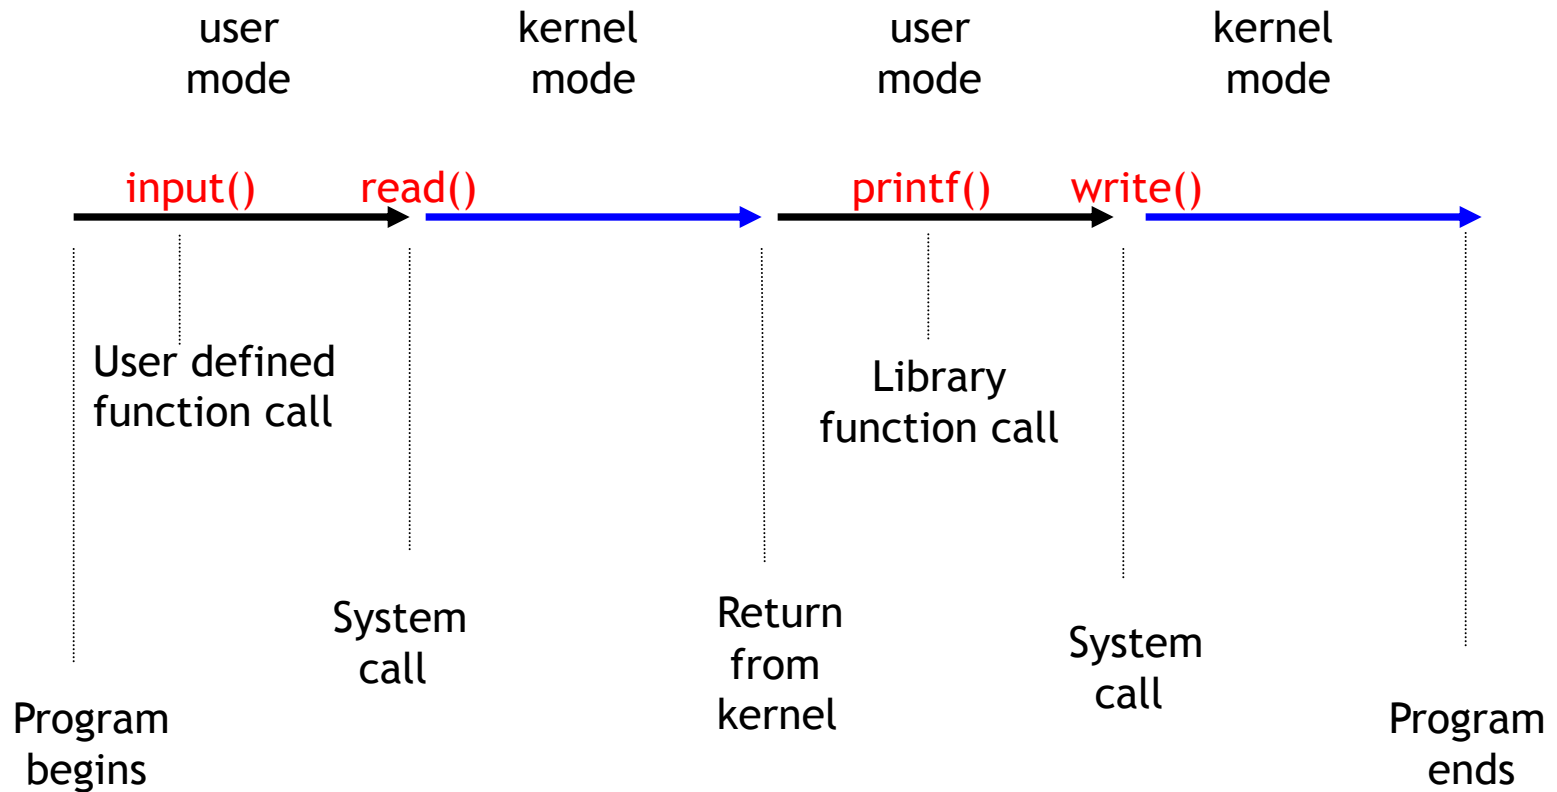 user
mode
kernel
mode
user
mode
kernel
mode
input()
read()
printf()
write()
User defined
function call
Library
function call
System
call
Return
from
kernel
System
call
Program
begins
Program
ends